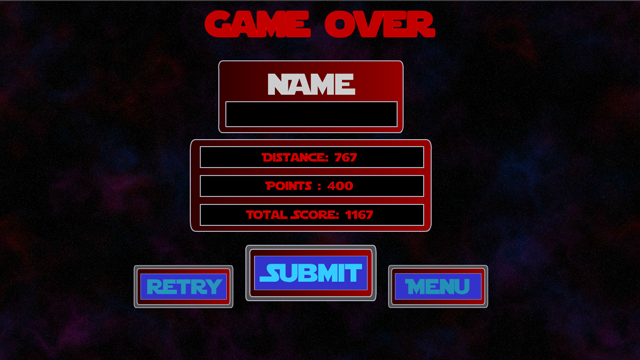 GAME OVER
NAME
DISTANCE: 767
POINTS : 400
TOTAL SCORE: 1167
RETRY
SUBMIT
MENU